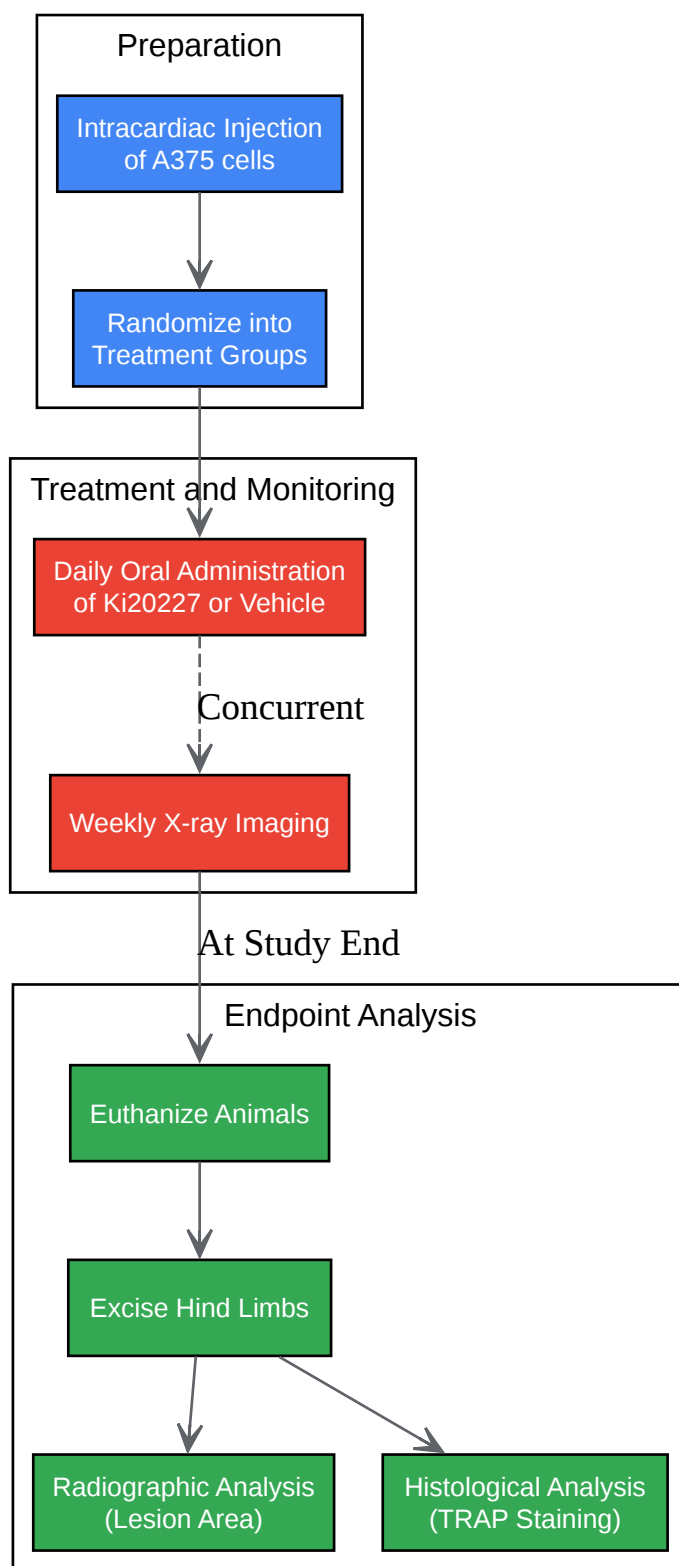 Preparation
Intracardiac Injection
of A375 cells
Randomize into
Treatment Groups
Treatment and Monitoring
Daily Oral Administration
of Ki20227 or Vehicle
Concurrent
Weekly X-ray Imaging
At Study End
Endpoint Analysis
Euthanize Animals
Excise Hind Limbs
Radiographic Analysis
(Lesion Area)
Histological Analysis
(TRAP Staining)